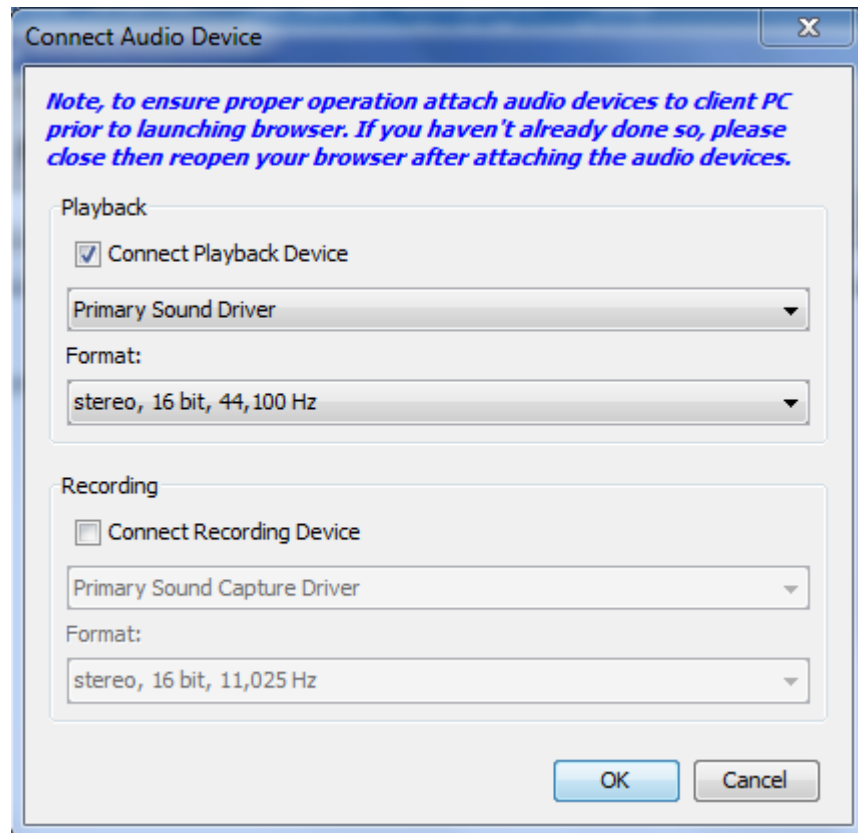 Connect Audio Device
Note, to ensure proper operation attach audio devices to client PC
prior to launching browser. If you haven't already done so, please
close then reopen your browser after attaching the audio devices.
Playback
Connect Playback Device
Primary Sound Driver
Format:
stereo, 16 bit, 44,100 Hz
Recording
Connect Recording Device
Primary Sound Capture Driver
Format:
stereo, 16 bit, 11,025 Hz
OK Cancel